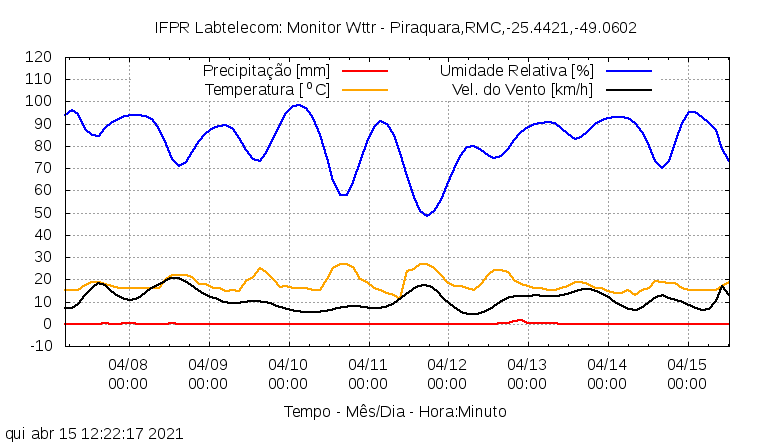 IFPR Labtelecom: Monitor Wttr - Piraquara,RMC,-25.4421,-49.0602
Precipitação [mm] Umidade Relativa [%]
Temperatura [ ⁰C] Vel. do Vento [km/h]
120
110
100
90
80
70
60
50
40
30
20
10
0
-10
04/08 04/09 04/10 04/11 04/12 04/13 04/14 04/15
00:00 00:00 00:00 00:00 00:00 00:00 00:00 00:00
Tempo - Mês/Dia - Hora:Minuto
qui abr 15 12:22:17 2021